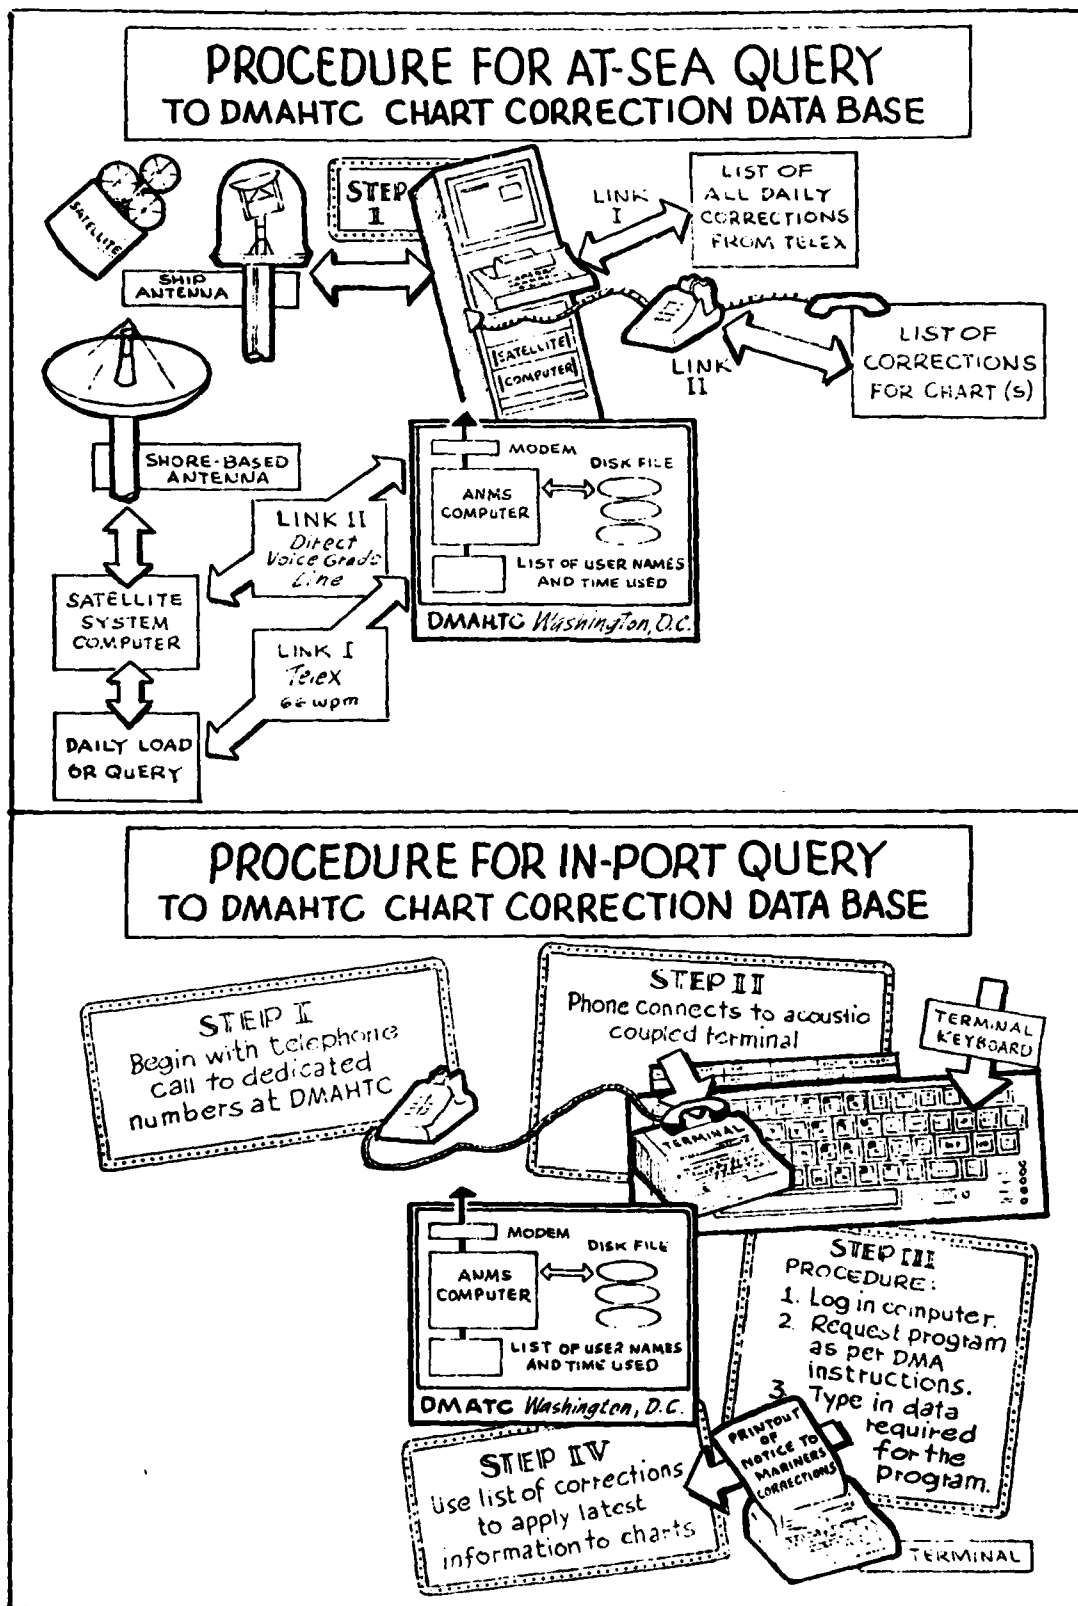 PROCEDURE FOR AT-SEA QUERY
TO DMAHTC CHART CORRECTION DATA BASE
SATELLITE
SHIP
ANTENNA
STEP
I
LINK
I
LIST OF
ALL DAILY
CORRECTIONS
FROM TELEX
SATELLITE
COMPUTER
LINK
II
LIST OF
CORRECTIONS
FOR CHART (S)
SHORE-BASED
ANTENNA
LINK II
Direct
Voice Grade
Line
MODEM
DISK FILE
ANMS
COMPUTER
LIST OF USER NAMES
AND TIME USED
DMAHTC Washington, D.C.
SATELLITE
SYSTEM
COMPUTER
LINK I
Telex
wpm
DAILY LOAD
OR QUERY
PROCEDURE FOR IN-PORT QUERY
TO DMAHTC CHART CORRECTION DATA BASE
STEP I
Begin with telephone
call to dedicated
numbers at DMAHTC
STEP II
Phone connects to acoustic
coupled terminal
TERMINAL
KEYBOARD
TERMINAL
MODEM
DISK FILE
ANMS
COMPUTER
LIST OF USER NAMES
AND TIME USED
DMATC Washington, D.C.
STEP III
PROCEDURE:
1. Log in computer.
2. Request program
as per DMA
instructions.
3. Type in data
required
for the
program.
PRINTOUT
OF
NOTICE TO
MARINERS
CORRECTIONS
STEP IV
Use list of corrections
to apply latest
information to charts
TERMINAL